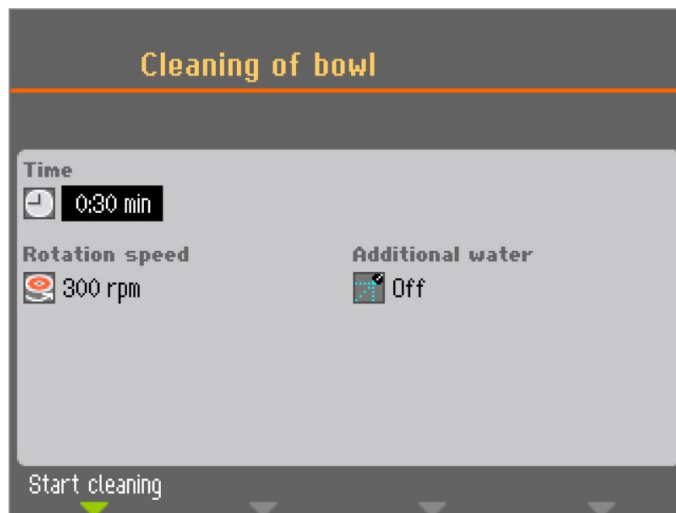 Cleaning of bowl
Time
0:30 min
Rotation speed
Additional water
300 rpm
Off
Start cleaning